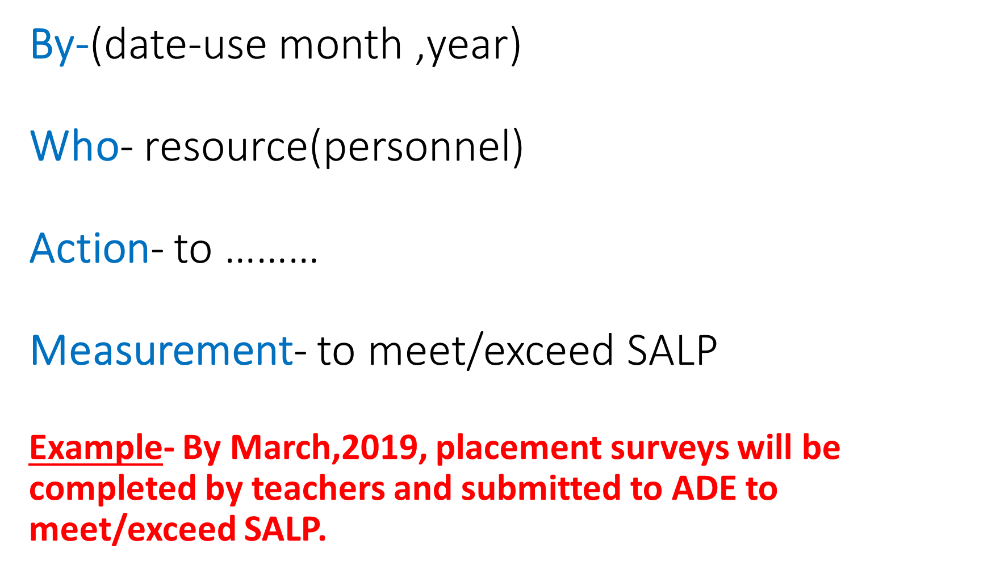 By-(date-use month ,year)
Who- resource(personnel)
Action- to ………
Measurement- to meet/exceed SALP
Example- By March,2019, placement surveys will be
completed by teachers and submitted to ADE to
meet/exceed SALP.